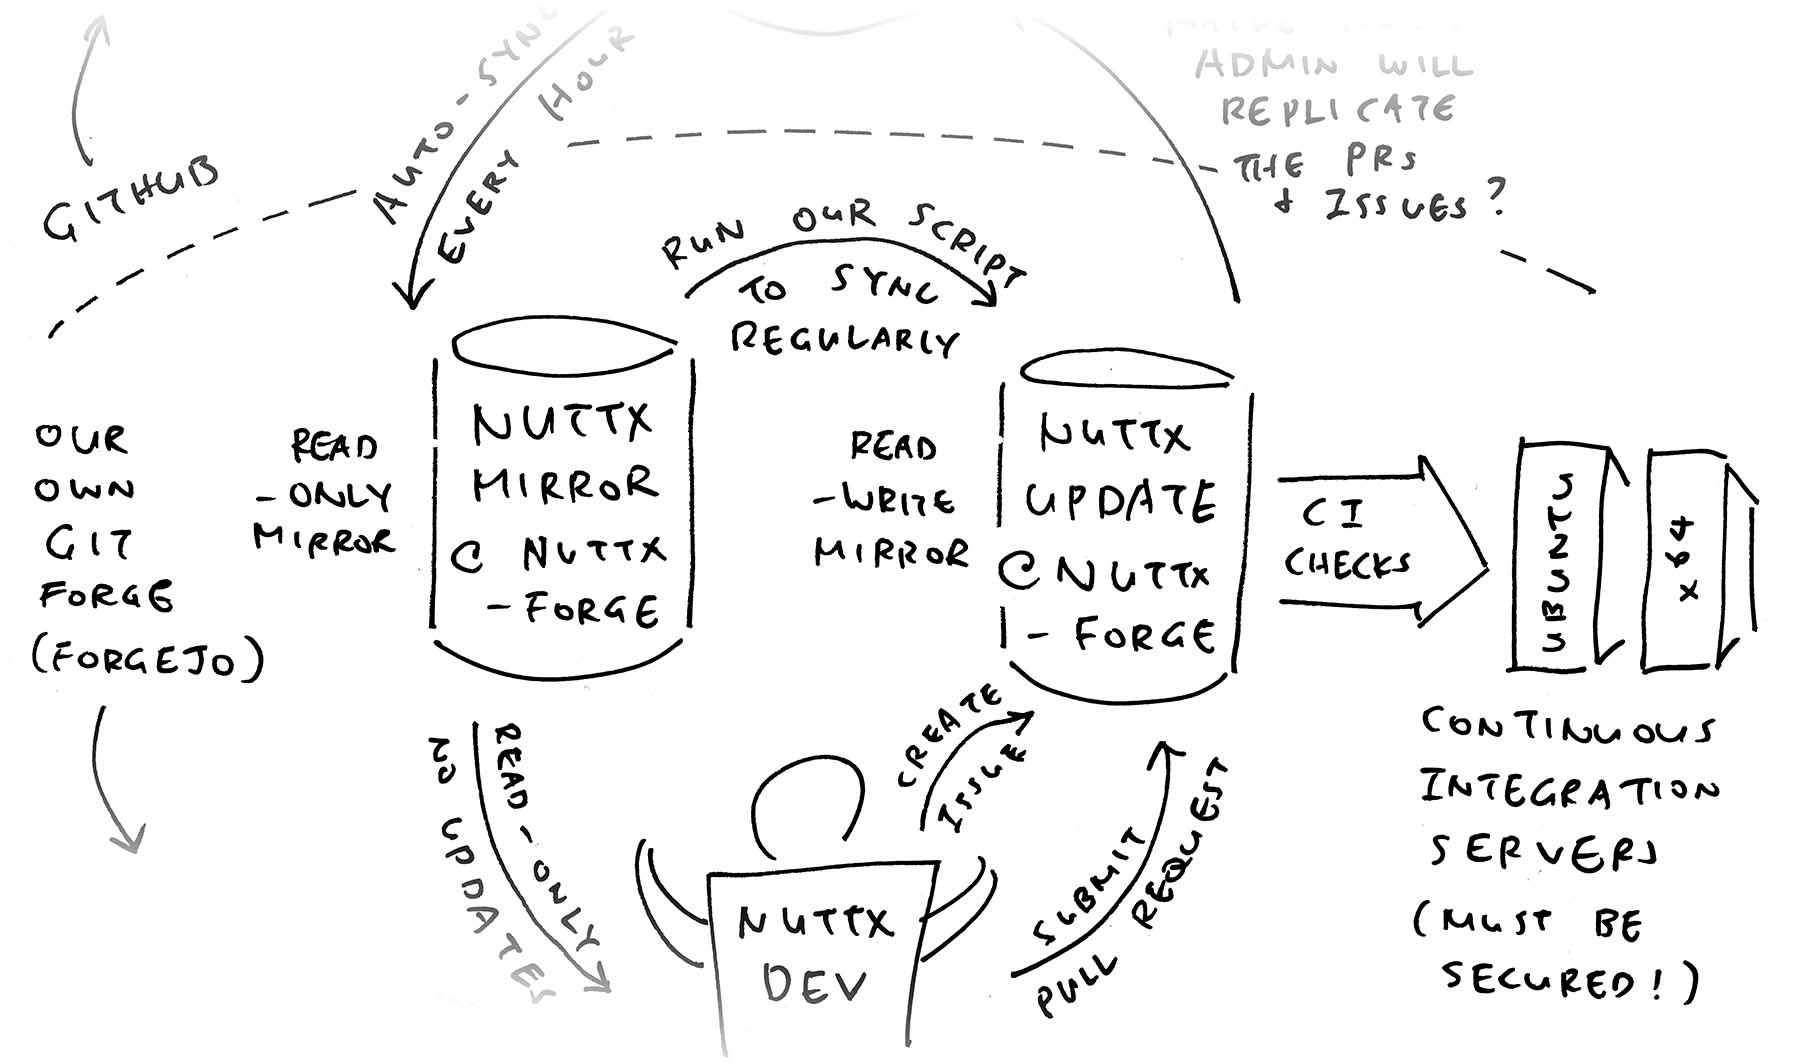 AUTO-SYNC
EVERY HOUR
ADMIN WILL
REPLICATE
THE PRS
& ISSUES?
GITHUB
RUN OUR SCRIPT
TO SYNC
REGULARLY
OUR
OWN
GIT
FORGE
(FORGEJO)
READ
-ONLY
MIRROR
NUTTX
MIRROR
@ NUTTX
-FORGE
READ
-WRITE
MIRROR
NUTTX
UPDATE
@ NUTTX
- FORGE
CI
CHECKS
SBUSUZTS
x64
CONTINUOUS
INTEGRATION
SERVERS
(MUST BE
SECURED!)
READ-ONLY
NO UPDATES
CREATE
ISSUE
SUBMIT
PULL REQUEST
NUTTX
DEV